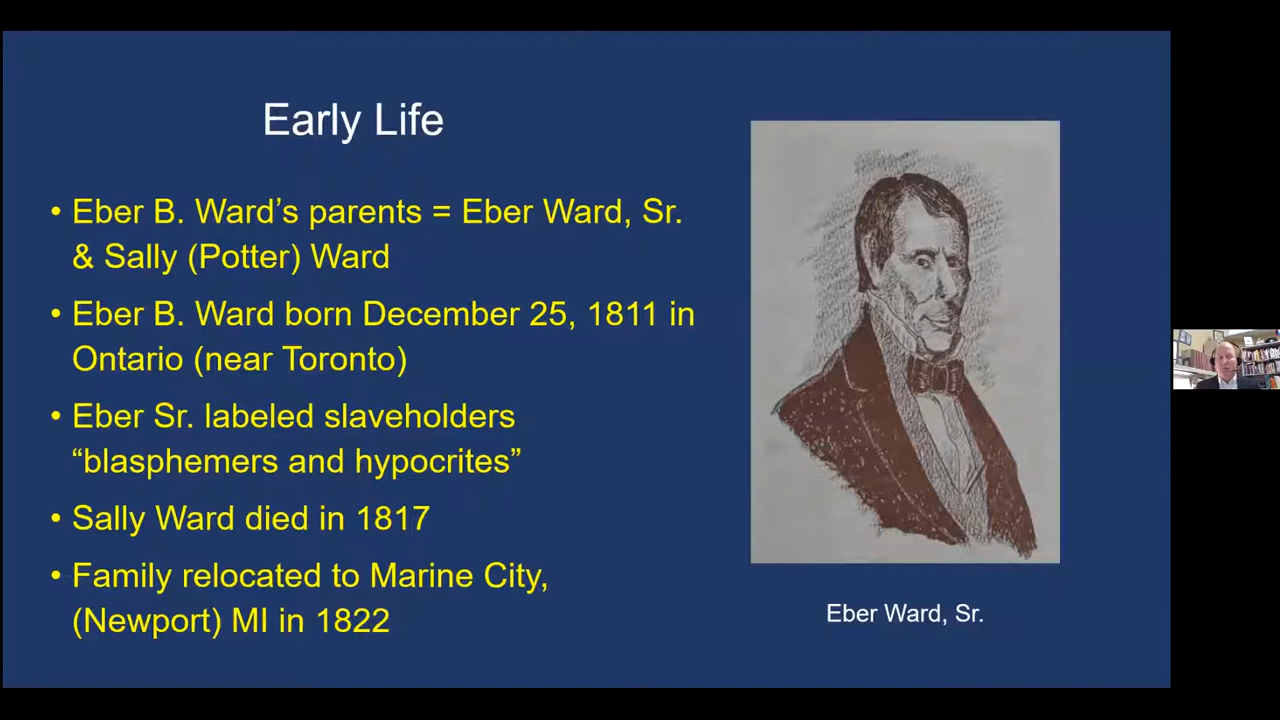 Early Life
• Eber B. Ward’s parents = Eber Ward, Sr.
& Sally (Potter) Ward
• Eber B. Ward born December 25, 1811 in
Ontario (near Toronto)
• Eber Sr. labeled slaveholders
“blasphemers and hypocrites”
• Sally Ward died in 1817
• Family relocated to Marine City,
(Newport) MI in 1822
Eber Ward, Sr.